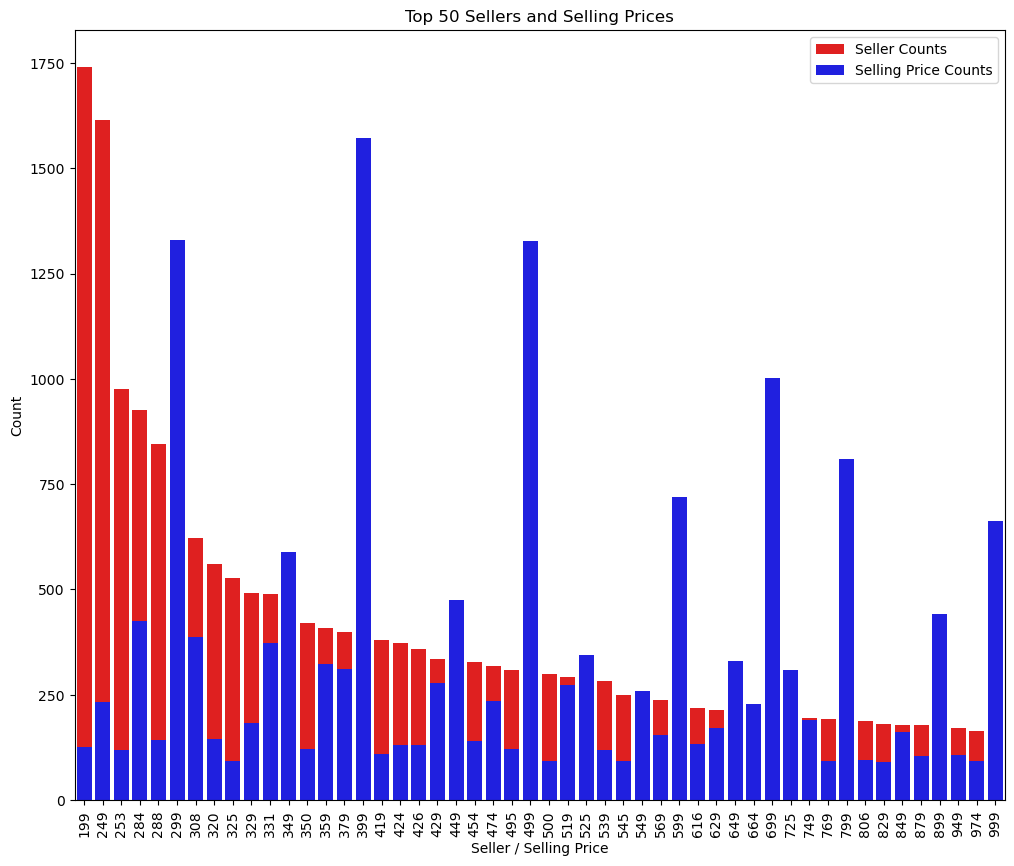 Top 50 Sellers and Selling Prices
Seller Counts
Selling Price Counts
1750
1500
1250
1000
750
500
250
0
Count
199 249 253 284 288 299 308 320 325 329 331 349 350 359 379 399 419 424 426 429 449 454 474 495 499 500 519 525 539 545 549 569 599 616 629 649 664 699 725 749 769 799 806 829 849 879 899 949 974 999
Seller / Selling Price